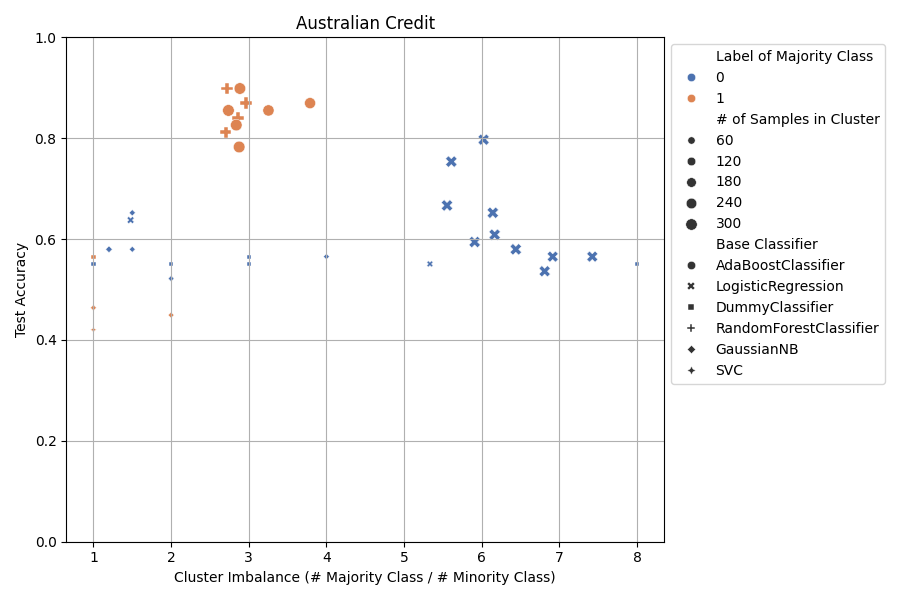 Australian Credit
Test Accuracy
1.0
0.8
0.6
0.4
0.2
0.0
1 2 3 4 5 6 7 8
Cluster Imbalance (# Majority Class / # Minority Class)
Label of Majority Class
0
1
# of Samples in Cluster
60
120
180
240
300
Base Classifier
AdaBoostClassifier
LogisticRegression
DummyClassifier
RandomForestClassifier
GaussianNB
SVC